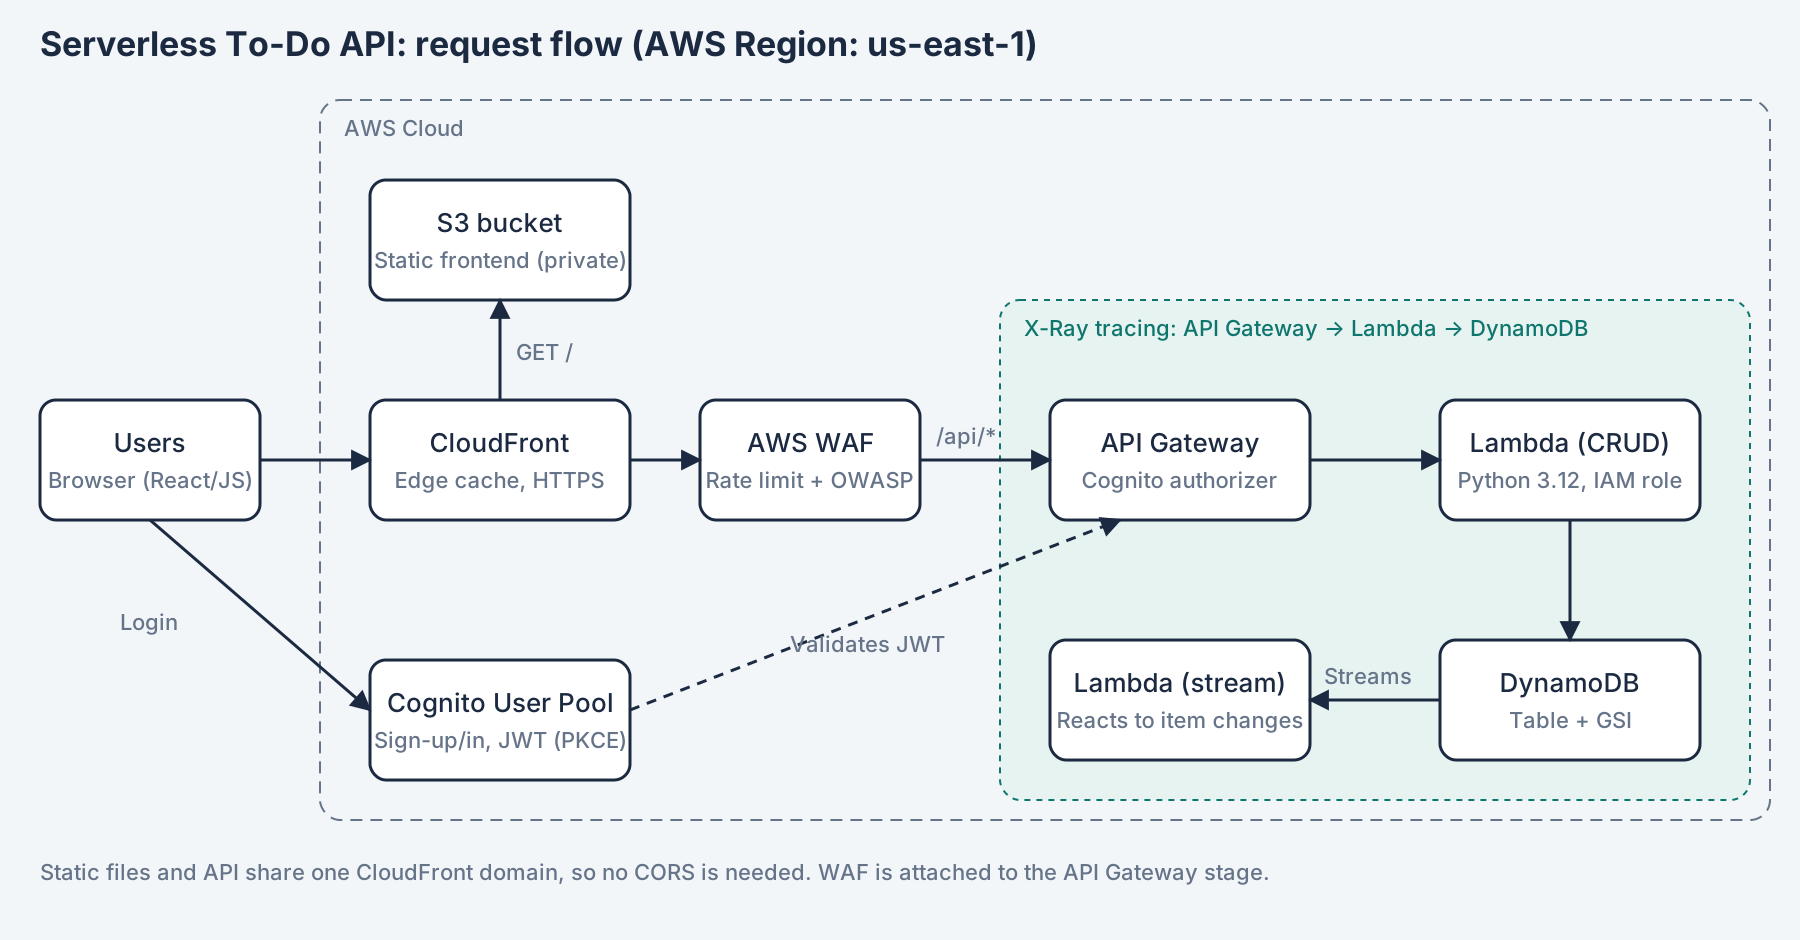 Serverless To-Do API: request flow (AWS Region: us-east-1)
AWS Cloud
S3 bucket
Static frontend (private)
GET /
X-Ray tracing: API Gateway → Lambda → DynamoDB
Users
Browser (React/JS)
CloudFront
Edge cache, HTTPS
AWS WAF
Rate limit + OWASP
/api/*
API Gateway
Cognito authorizer
Lambda (CRUD)
Python 3.12, IAM role
Login
Validates JWT
Cognito User Pool
Sign-up/in, JWT (PKCE)
Lambda (stream)
Reacts to item changes
Streams
DynamoDB
Table + GSI
Static files and API share one CloudFront domain, so no CORS is needed. WAF is attached to the API Gateway stage.